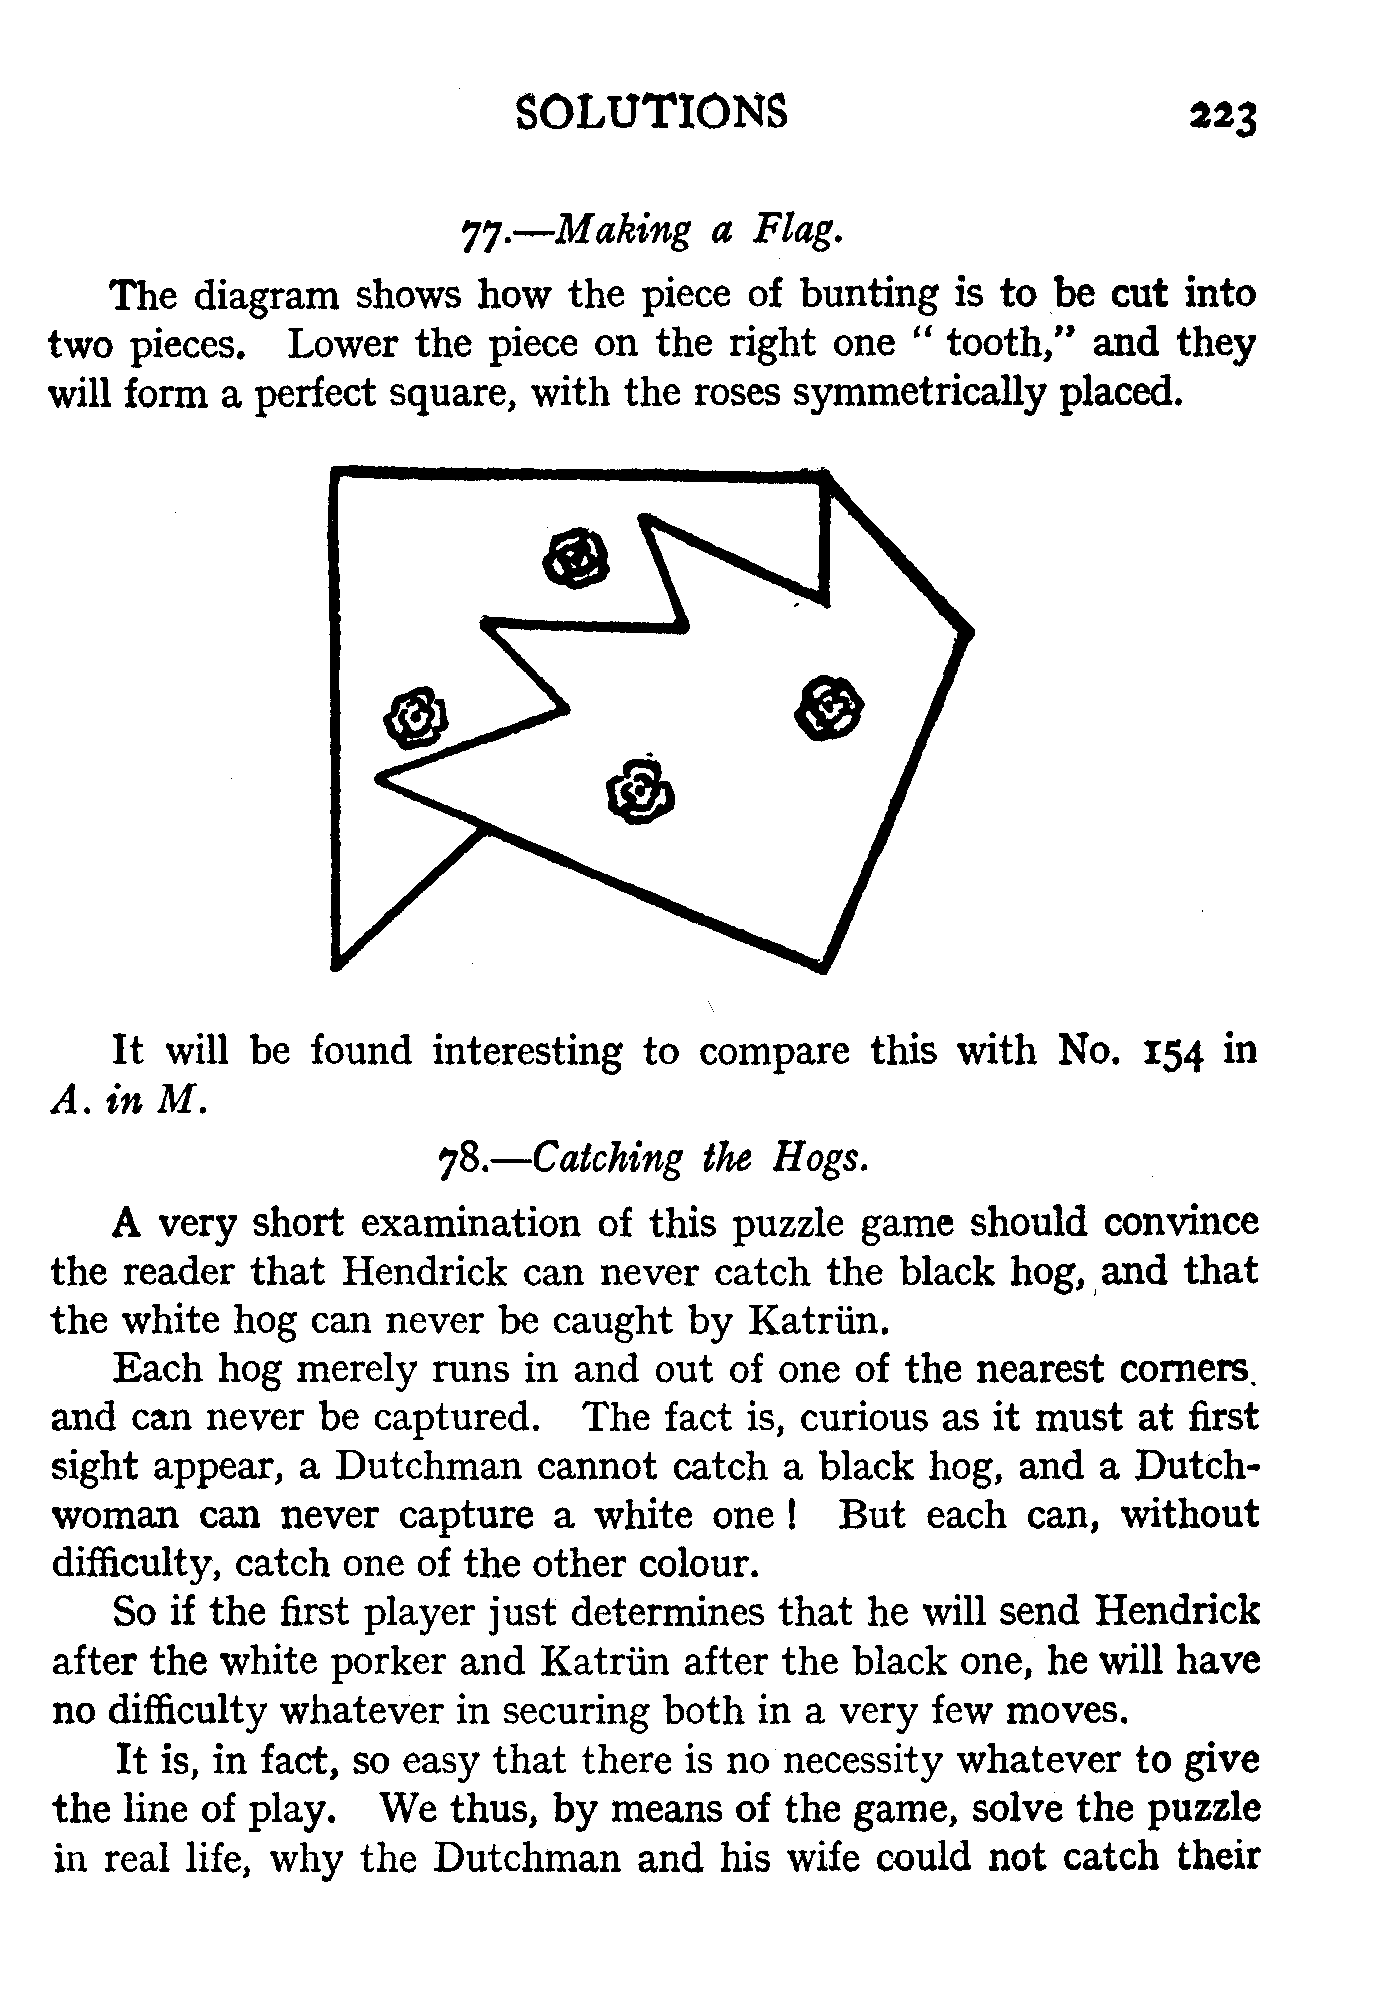 SOLUTIONS 223
77.—Making a Flag.
The diagram shows how the piece of bunting is to be cut into
two pieces. Lower the piece on the right one “ tooth,” and they
will form a perfect square, with the roses symmetrically placed.
It will be found interesting to compare this with No. 154 in
A. in M.
78.—Catching the Hogs.
A very short examination of this puzzle game should convince
the reader that Hendrick can never catch the black hog, and that
the white hog can never be caught by Katrün.
Each hog merely runs in and out of one of the nearest corners.
and can never be captured. The fact is, curious as it must at first
sight appear, a Dutchman cannot catch a black hog, and a Dutch-
woman can never capture a white one ! But each can, without
difficulty, catch one of the other colour.
So if the first player just determines that he will send Hendrick
after the white porker and Katrün after the black one, he will have
no difficulty whatever in securing both in a very few moves.
It is, in fact, so easy that there is no necessity whatever to give
the line of play. We thus, by means of the game, solve the puzzle
in real life, why the Dutchman and his wife could not catch their